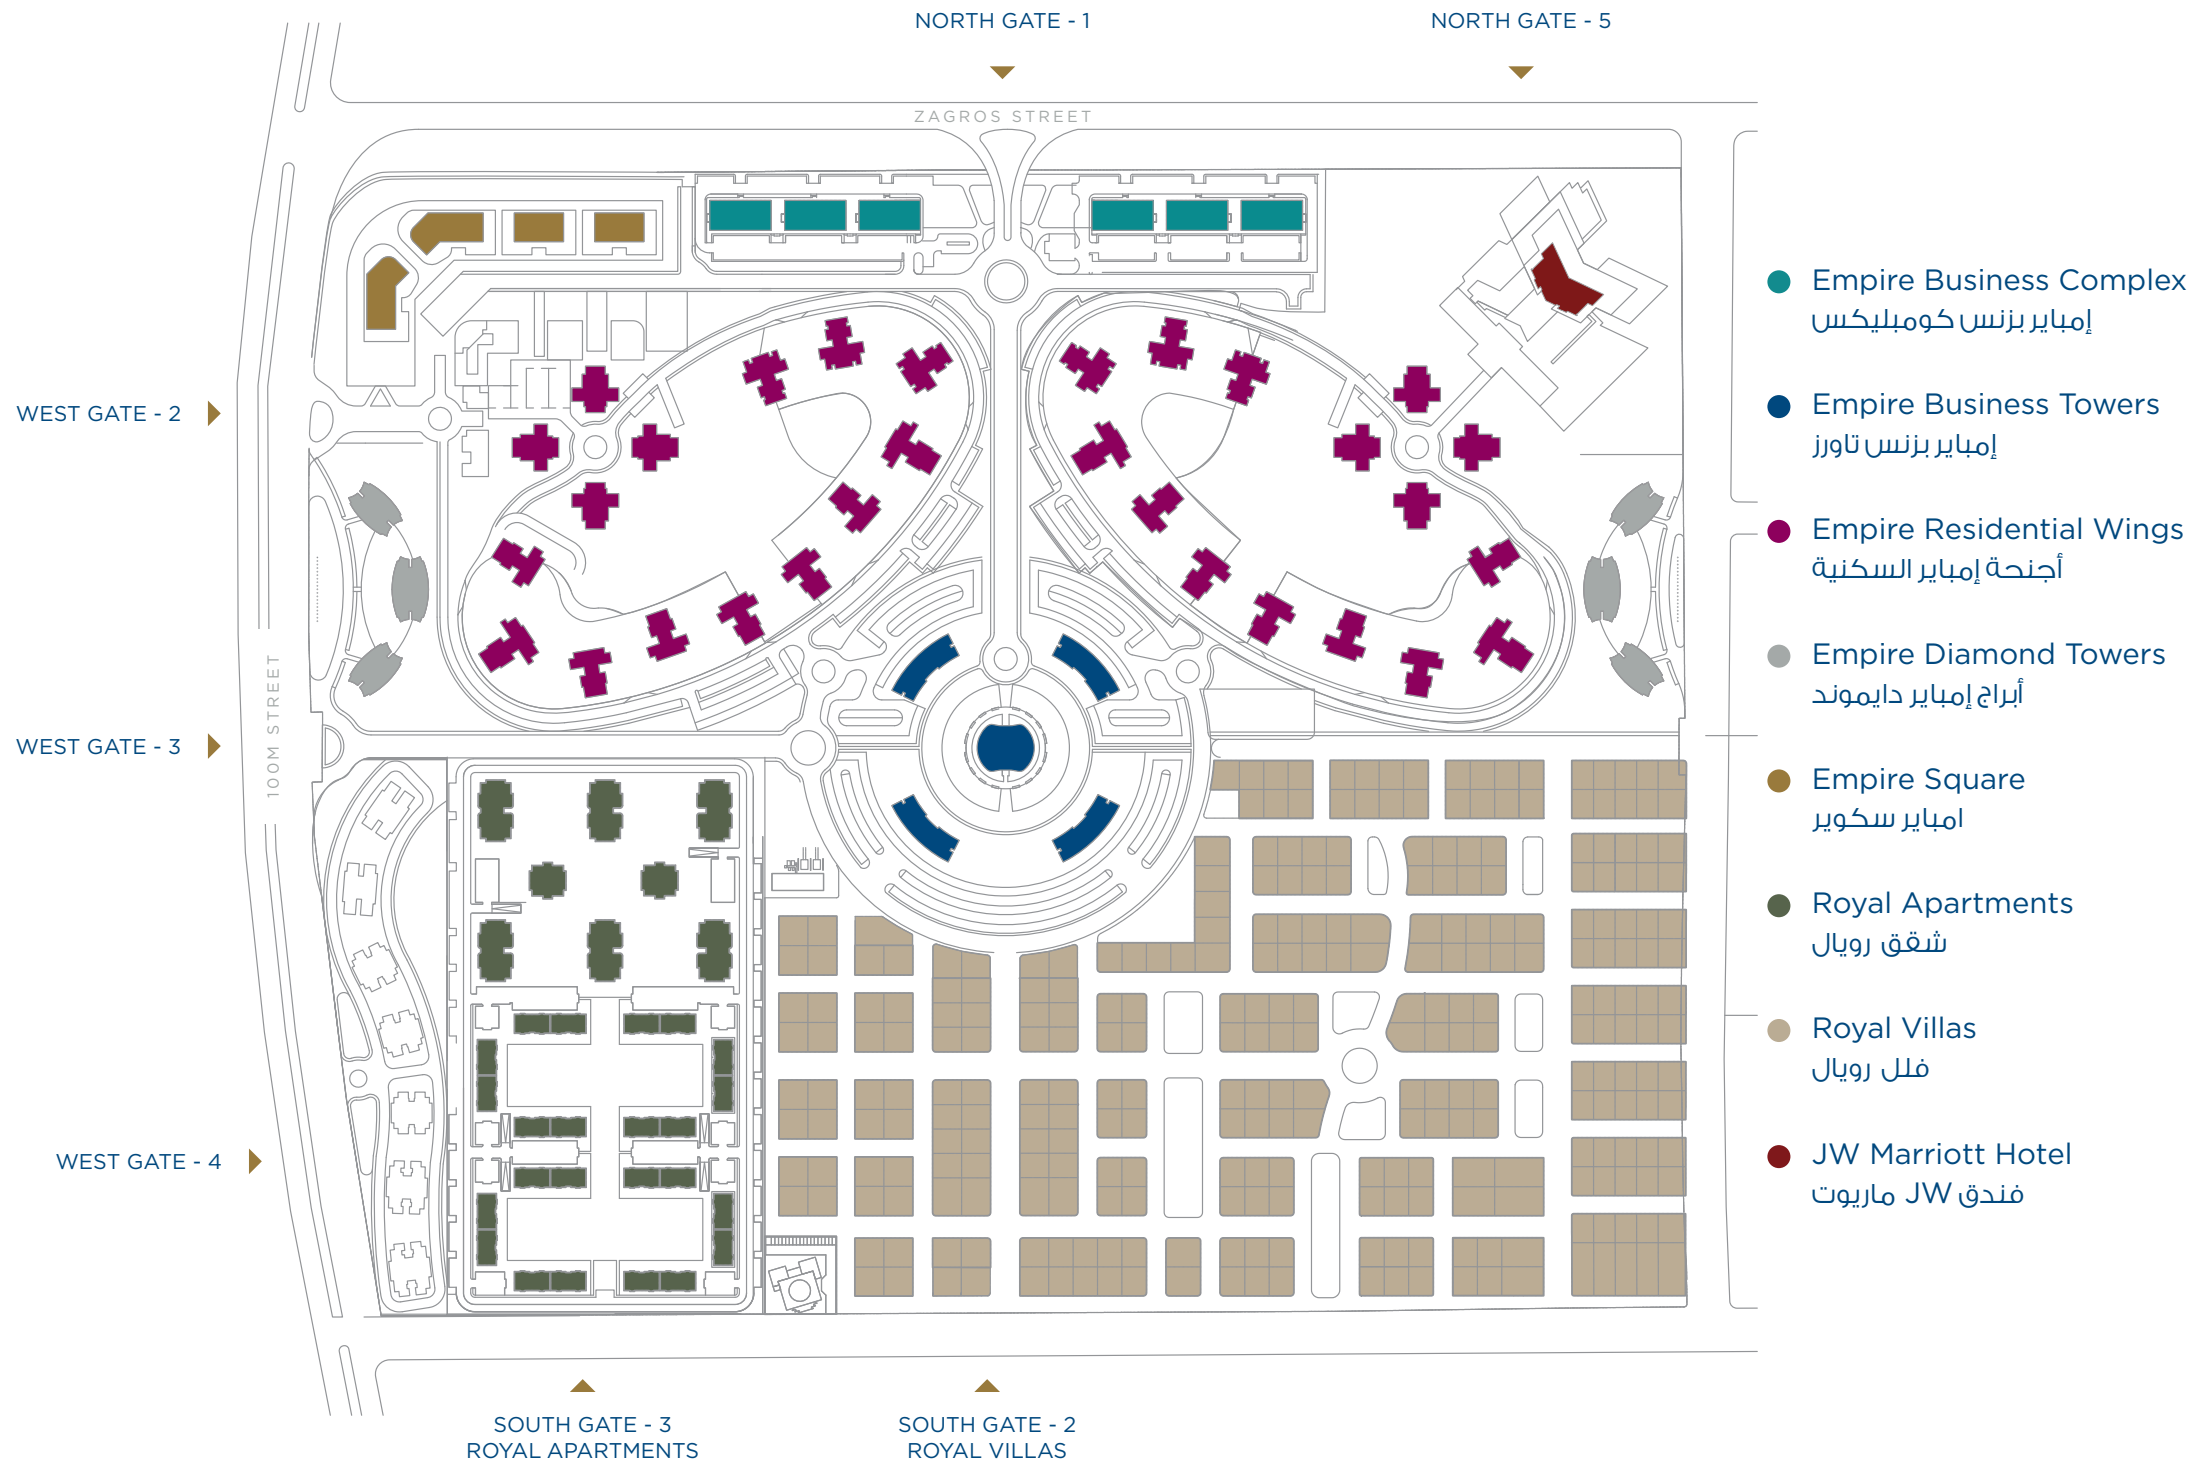 NORTH GATE - 1
NORTH GATE - 5
ZAGROS STREET
WEST GATE - 2
WEST GATE - 3
100M STREET
WEST GATE - 4
SOUTH GATE - 3
ROYAL APARTMENTS
SOUTH GATE - 2
ROYAL VILLAS
Empire Business Complex
إمباير بزنس كومبليكس
Empire Business Towers
إمباير بزنس تاورز
Empire Residential Wings
أجنحة إمباير السكنية
Empire Diamond Towers
أبراج إمباير دايموند
Empire Square
امباير سكوير
Royal Apartments
شقق رويال
Royal Villas
فلل رويال
JW Marriott Hotel
فندق JW ماريوت